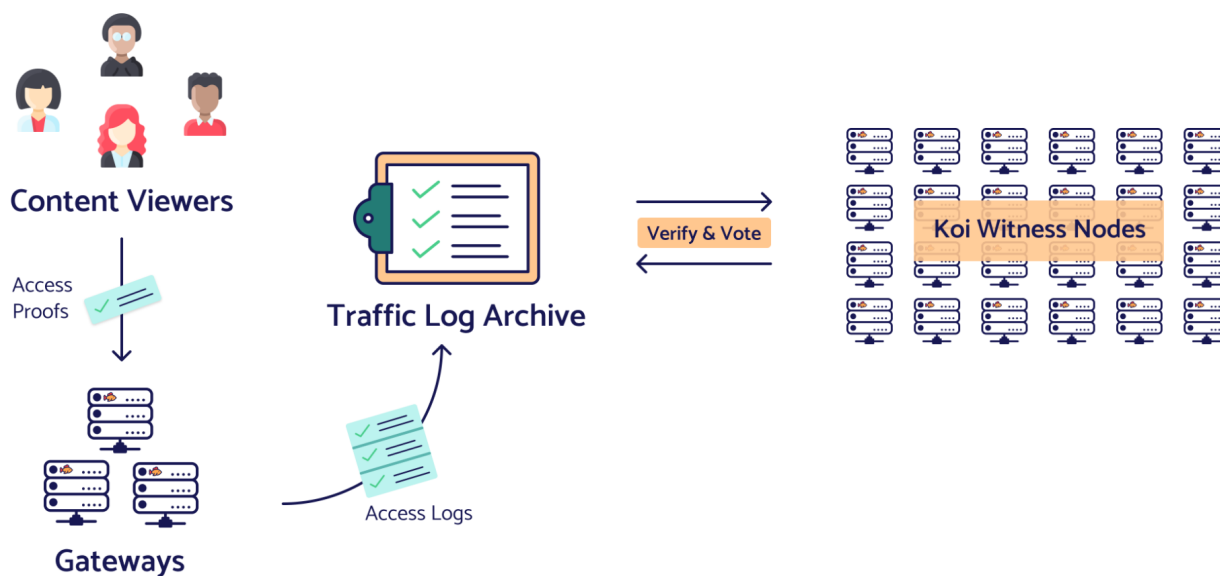 Content Viewers
Access
Proofs
Gateways
Access Logs
Traffic Log Archive
Verify & Vote
Koi Witness Nodes